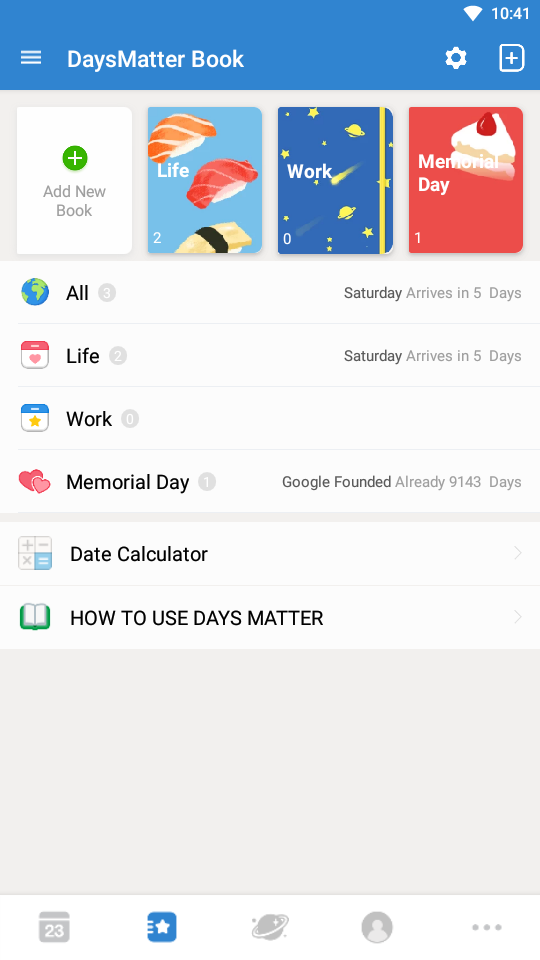 10:41
DaysMatter Book
Add New
Book
Life
2
Work
0
Memorial
Day
1
All 3
Saturday Arrives in 5 Days
Life 2
Saturday Arrives in 5 Days
Work 0
Memorial Day 1
Google Founded Already 9143 Days
Date Calculator
HOW TO USE DAYS MATTER
23